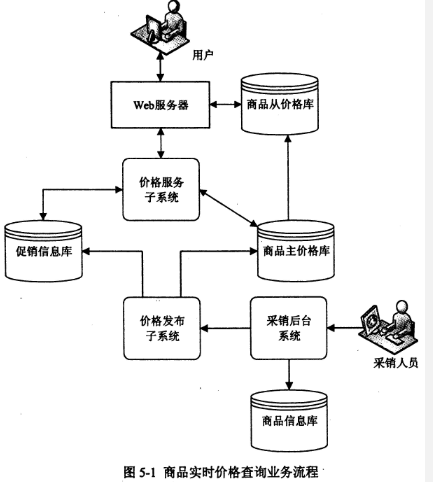 用户
Web服务器
商品从价格库
价格服务
子系统
促销信息库
商品主价格库
价格发布
子系统
采销后台
系统
采销人员
商品信息库
图 5-1 商品实时价格查询业务流程